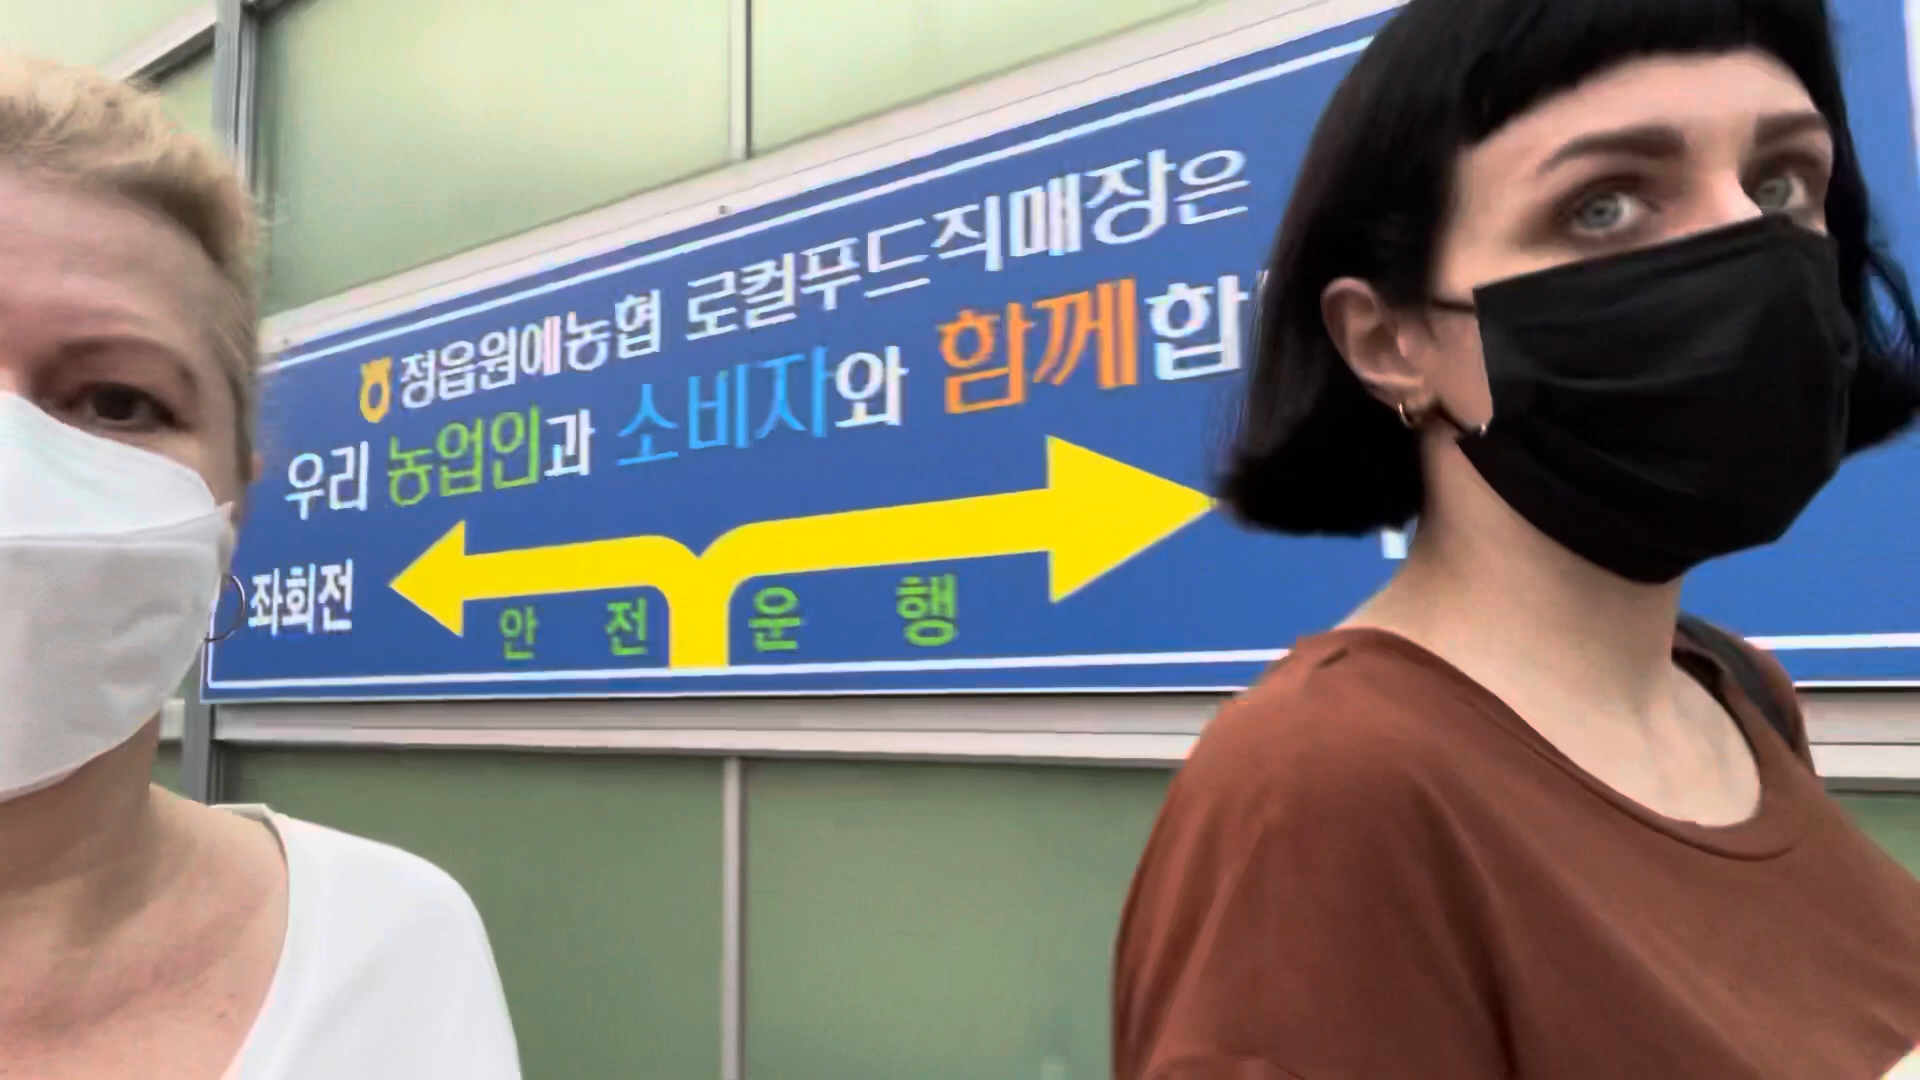 정읍원예농협 로컬푸드직매장은
우리 농업인과 소비자와 함께합
좌회전
안 전 운 행